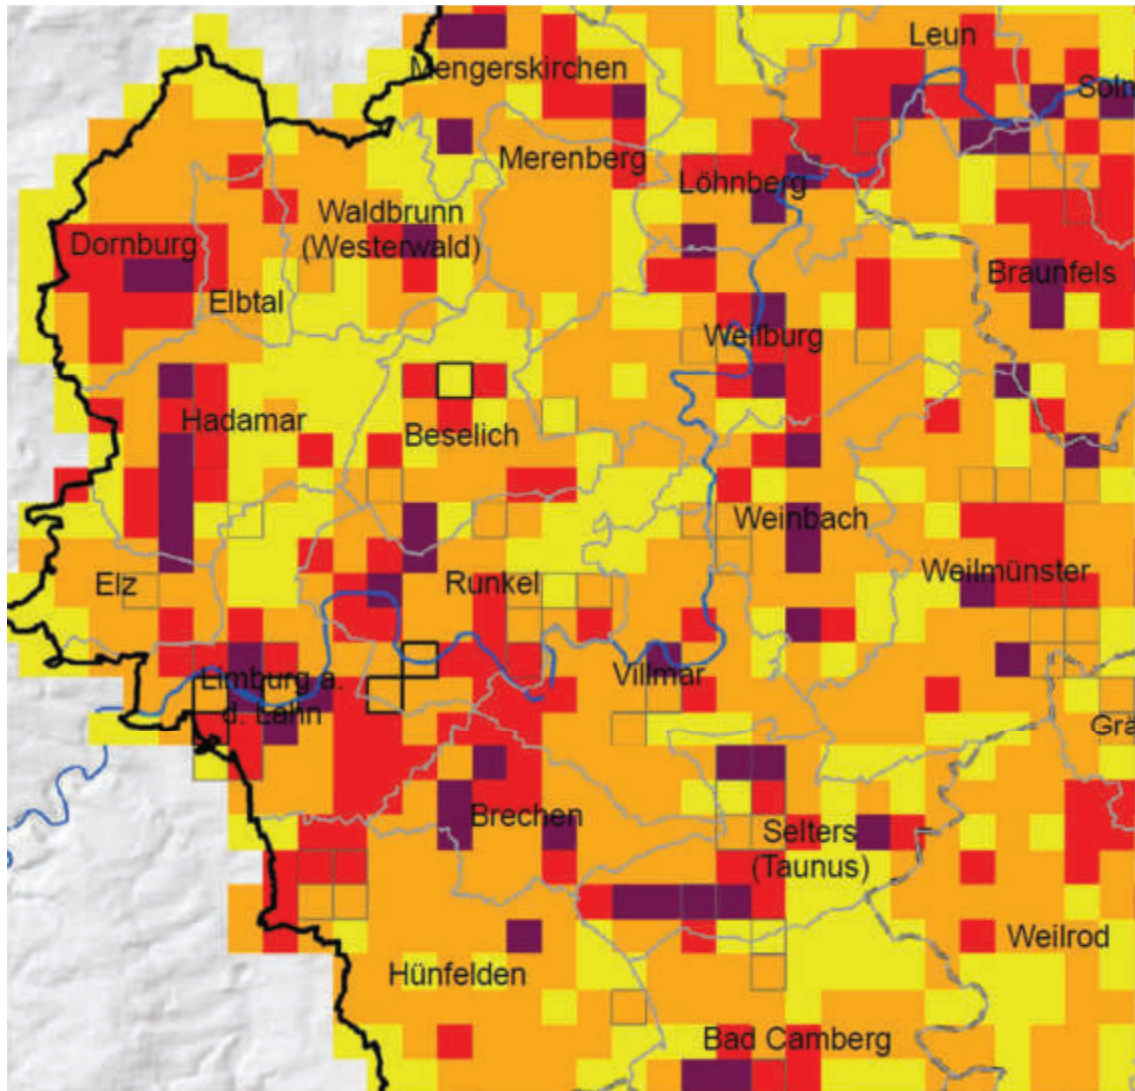 Leun
Mengerskirchen
Soln
Merenberg
Löhnberg
Waldbrunn
(Westerwald)
Dornburg
Braunfels
Elbtal
Weilburg
Hadamar
Beselich
Weinbach
Elz
Runkel
Weilmünster
Limburg a.
d. Lahn
Villmar
Grä
Brechen
Selters
(Taunus)
Weilrod
Hünfelden
Bad Camberg